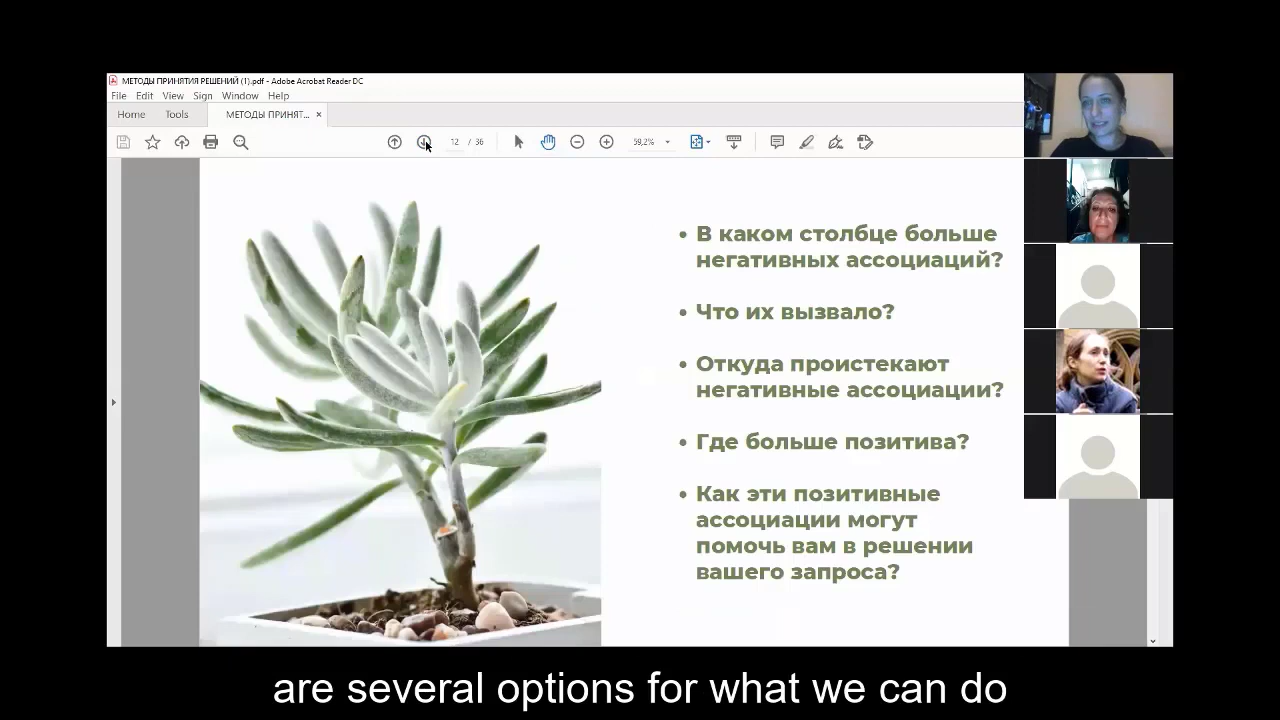 МЕТОДЫ ПРИНЯТИЯ РЕШЕНИЙ (1).pdf - Adobe Acrobat Reader DC
File Edit View Sign Window Help
Home Tools МЕТОДЫ ПРИНЯТ... ×
12 / 36 59,2%
• В каком столбце больше
негативных ассоциаций?
• Что их вызвало?
• Откуда проистекают
негативные ассоциации?
• Где больше позитива?
• Как эти позитивные
ассоциации могут
помочь вам в решении
вашего запроса?
are several options for what we can do